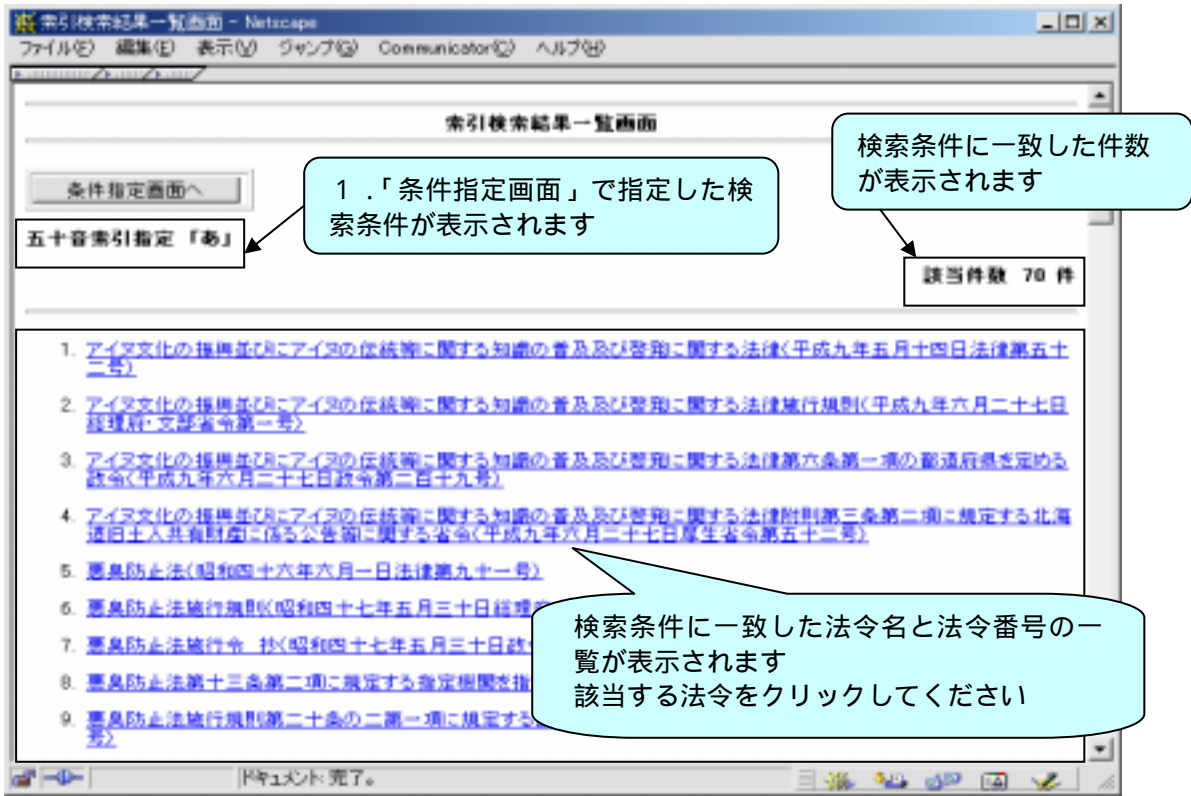 索引検索結果一覧画面 - Netscape
ファイル(F) 編集(E) 表示(V) ジャンプ(G) Communicator(C) ヘルプ(H)
索引検索結果一覧画面
検索条件に一致した件数
が表示されます
条件指定画面へ
1.「条件指定画面」で指定した検
索条件が表示されます
五十音索引指定 「あ」
該当件数 70 件
1. アイヌ文化の振興並びにアイヌの伝統等に関する知識の普及及び啓発に関する法律(平成九年五月十四日法律第五十
二号)
2. アイヌ文化の振興並びにアイヌの伝統等に関する知識の普及及び啓発に関する法律施行規則(平成九年六月二十七日
総理府・文部省令第一号)
3. アイヌ文化の振興並びにアイヌの伝統等に関する知識の普及及び啓発に関する法律第六条第一項の都道府県を定める
政令(平成九年六月二十七日政令第二百十九号)
4. アイヌ文化の振興並びにアイヌの伝統等に関する知識の普及及び啓発に関する法律附則第三条第二項に規定する北海
道旧土人共有財産に係る公告等に関する省令(平成九年六月二十七日厚生省令第五十二号)
5. 悪臭防止法(昭和四十六年六月一日法律第九十一号)
6. 悪臭防止法施行規則(昭和四十七年五月三十日総理
7. 悪臭防止法施行令 抄(昭和四十七年五月三十日政
8. 悪臭防止法第十三条第二項に規定する指定機関を指
9. 悪臭防止法施行規則第二十条の二第一項に規定する
号)
検索条件に一致した法令名と法令番号の一
覧が表示されます
該当する法令をクリックしてください
ドキュメント: 完了。